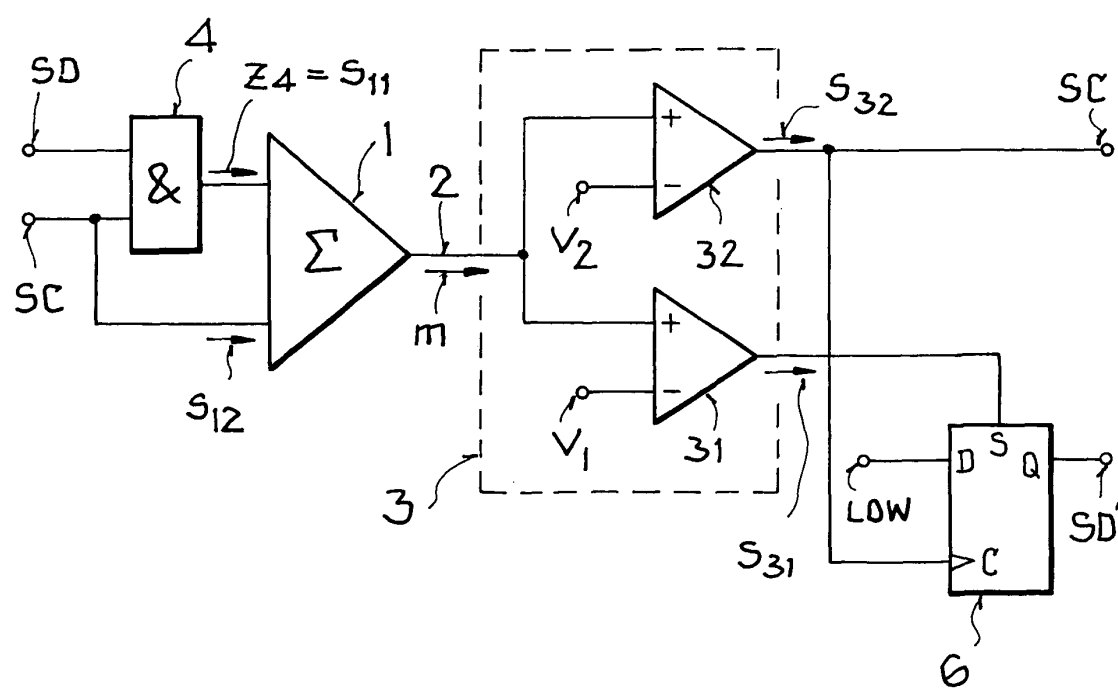 4
SD
Z4 = S11
&
SC
S12
1
Σ
2
m
3
+
−
V2
32
S32
SC
+
−
V1
31
S31
LOW
D
S
Q
C
SD'
6